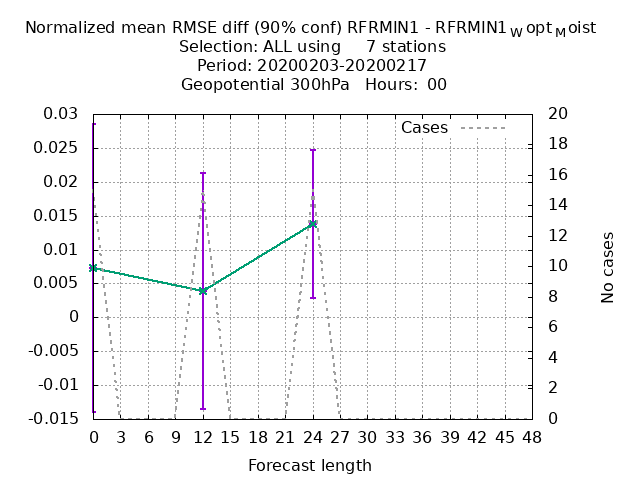 Normalized mean RMSE diff (90% conf) RFRMIN1 - RFRMIN1WoptMoist
Selection: ALL using 7 stations
Period: 20200203-20200217
Geopotential 300hPa Hours: 00
Cases
0.03
0.025
0.02
0.015
0.01
0.005
0
-0.005
-0.01
-0.015
20
18
16
14
12
10
8
6
4
2
0
No cases
0 3 6 9 12 15 18 21 24 27 30 33 36 39 42 45 48
Forecast length